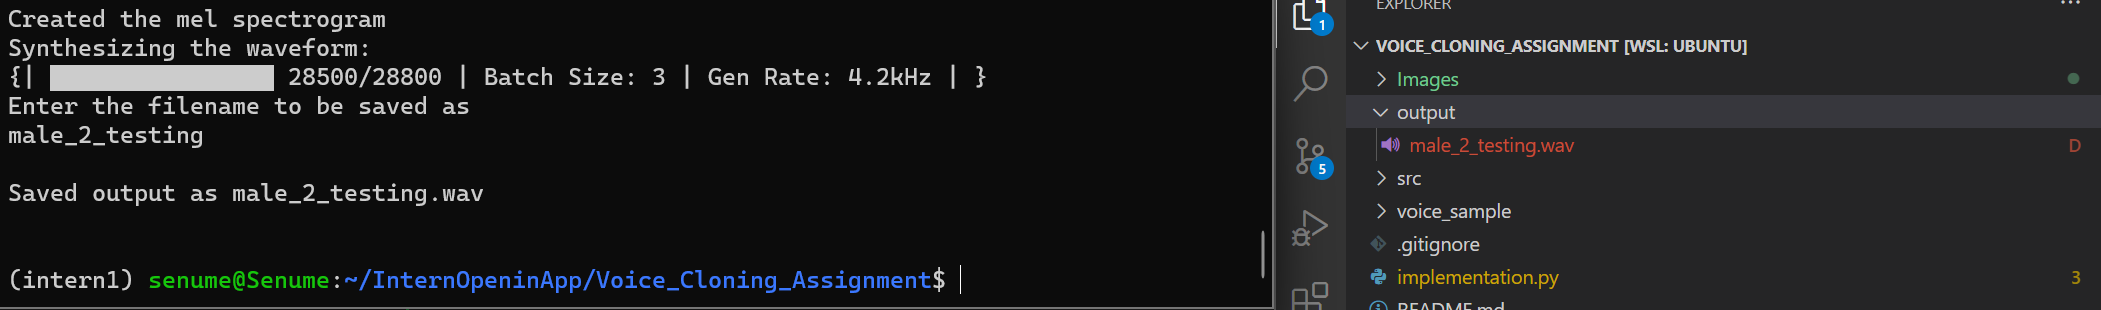 Created the mel spectrogram
Synthesizing the waveform:
{| 28500/28800 | Batch Size: 3 | Gen Rate: 4.2kHz | }
Enter the filename to be saved as
male_2_testing
Saved output as male_2_testing.wav
(intern1) senume@Senume:~/InternOpeninApp/Voice_Cloning_Assignment$
1
5
EXPLORER ...
VOICE_CLONING_ASSIGNMENT [WSL: UBUNTU]
Images
output
male_2_testing.wav D
src
voice_sample
.gitignore
implementation.py 3
README.md